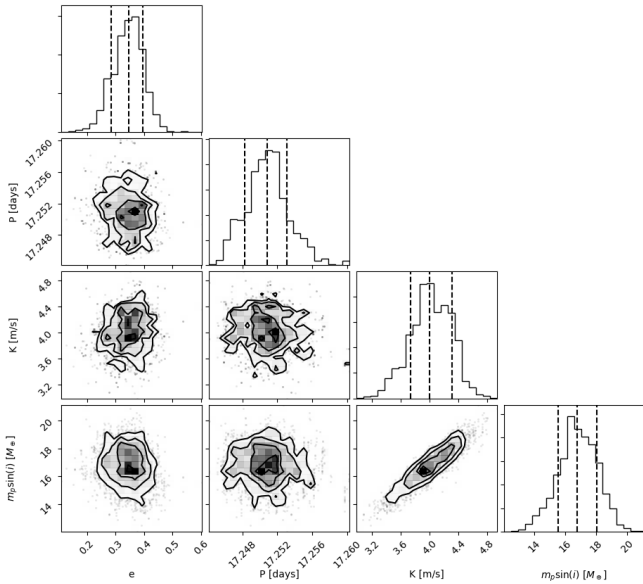 17.260
17.256
17.252
17.248
P [days]
4.8
4.4
4.0
3.6
3.2
K [m/s]
20
18
16
14
m_p sin(i) [M_⊕]
0.2 0.3 0.4 0.5 0.6
17.248 17.252 17.256 17.260
3.2 3.6 4.0 4.4 4.8
14 16 18 20
e P [days] K [m/s] m_p sin(i) [M_⊕]